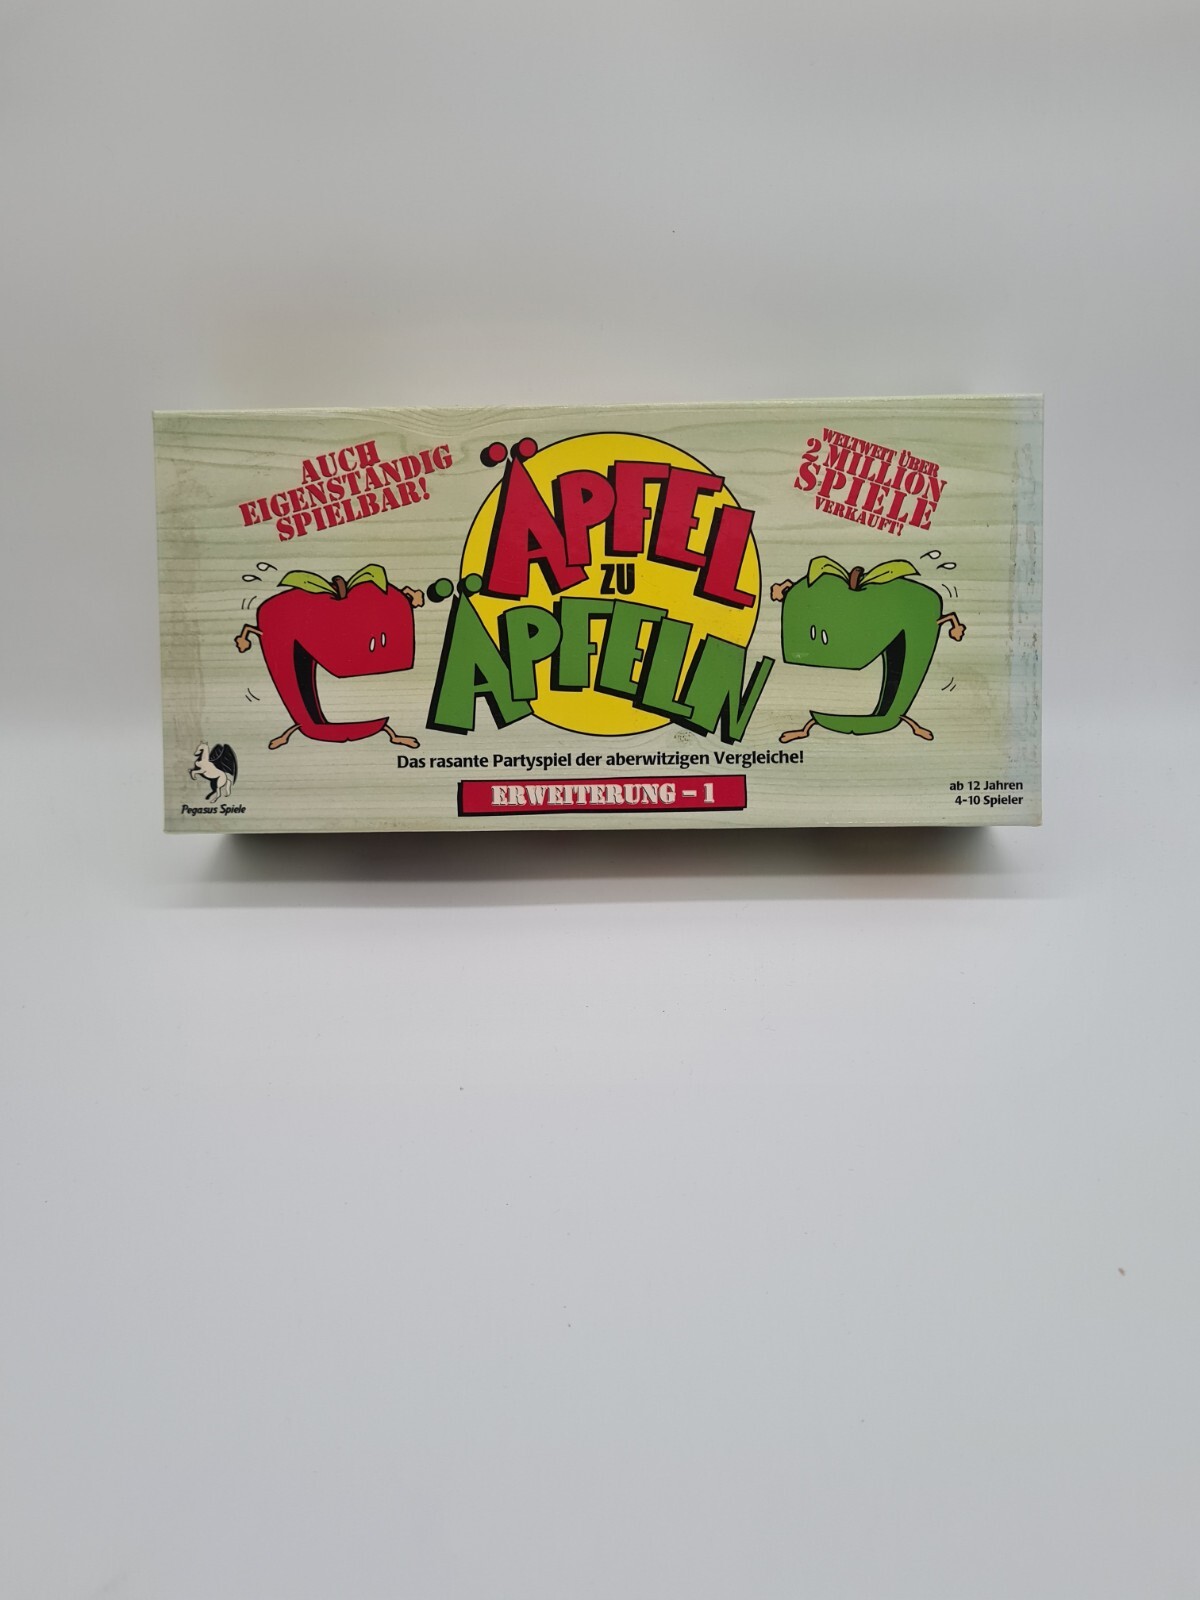 AUCH
EIGENSTÄNDIG
SPIELBAR!
WELTWEIT ÜBER
2 MILLION
SPIELE
VERKAUFT!
ÄPFEL
ZU
ÄPFELN
Das rasante Partyspiel der aberwitzigen Vergleiche!
ERWEITERUNG - 1
Pegasus Spiele
ab 12 Jahren
4-10 Spieler